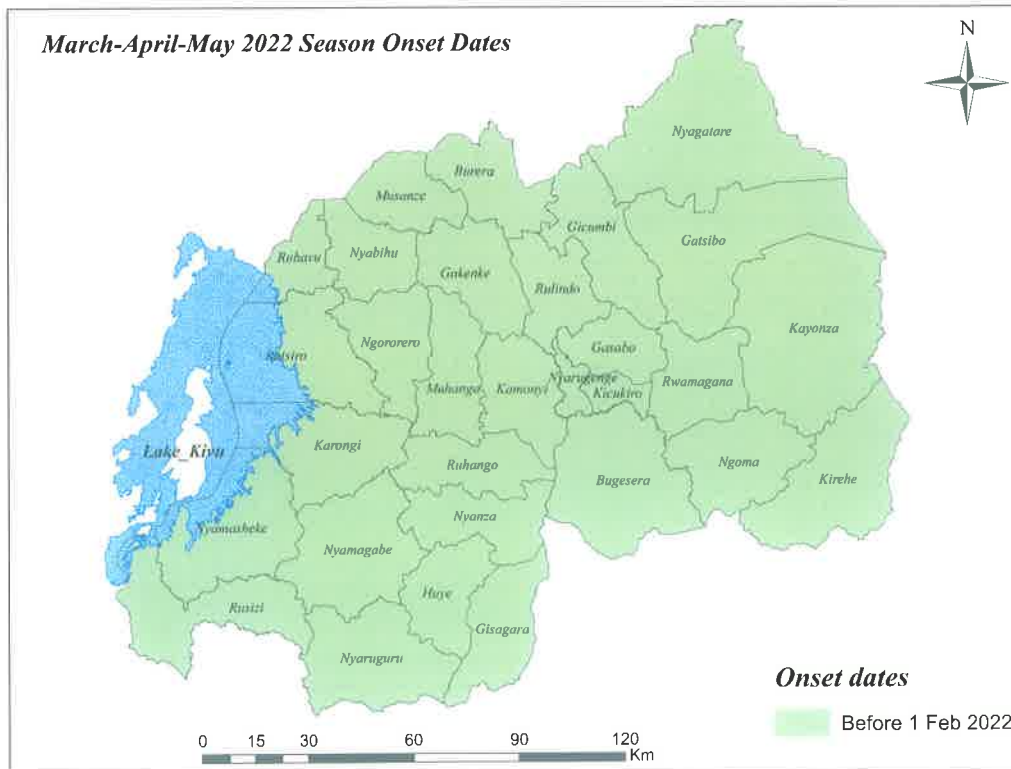 March-April-May 2022 Season Onset Dates
N
Nyagatare
Burera
Musanze
Gicumbi
Gatsibo
Rubavu
Nyabihu
Gakenke
Rulindo
Kayonza
Rutsiro
Ngororero
Gasabo
Muhanga
Kamonyi
Nyarugenge
Kicukiro
Rwamagana
Lake_Kivu
Karongi
Ruhango
Bugesera
Ngoma
Kirehe
Nyamasheke
Nyanza
Nyamagabe
Huye
Rusizi
Gisagara
Nyaruguru
Onset dates
Before 1 Feb 2022
0 15 30 60 90 120
Km